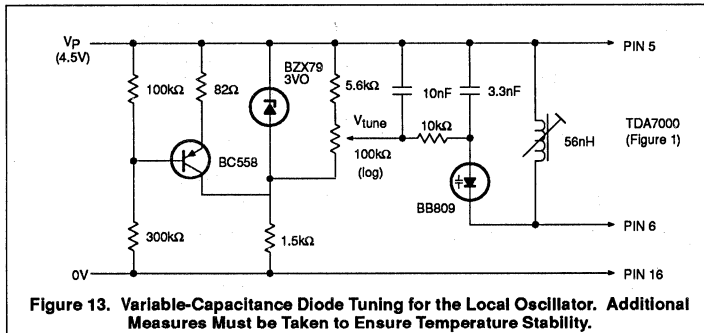 VP
(4.5V)
PIN 5
BZX79
3VO
100kΩ
82Ω
5.6kΩ
10nF
3.3nF
Vtune
10kΩ
TDA7000
(Figure 1)
BC558
100kΩ
(log)
56nH
BB809
300kΩ
1.5kΩ
PIN 6
0V
PIN 16
Figure 13. Variable-Capacitance Diode Tuning for the Local Oscillator. Additional
Measures Must be Taken to Ensure Temperature Stability.